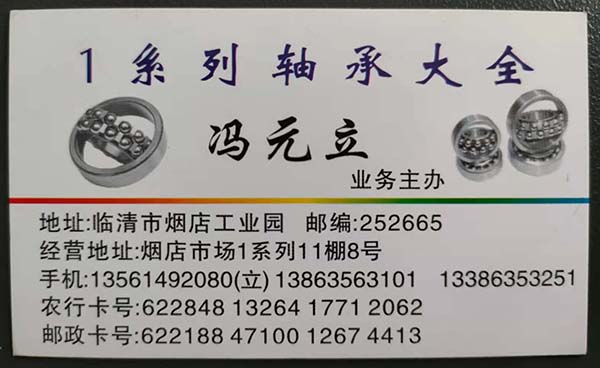 1系列轴承大全
冯元立
业务主办
地址:临清市烟店工业园 邮编:252665
经营地址:烟店市场1系列11棚8号
手机:13561492080(立) 13863563101 13386353251
农行卡号:622848 13264 1771 2062
邮政卡号:622188 47100 1267 4413